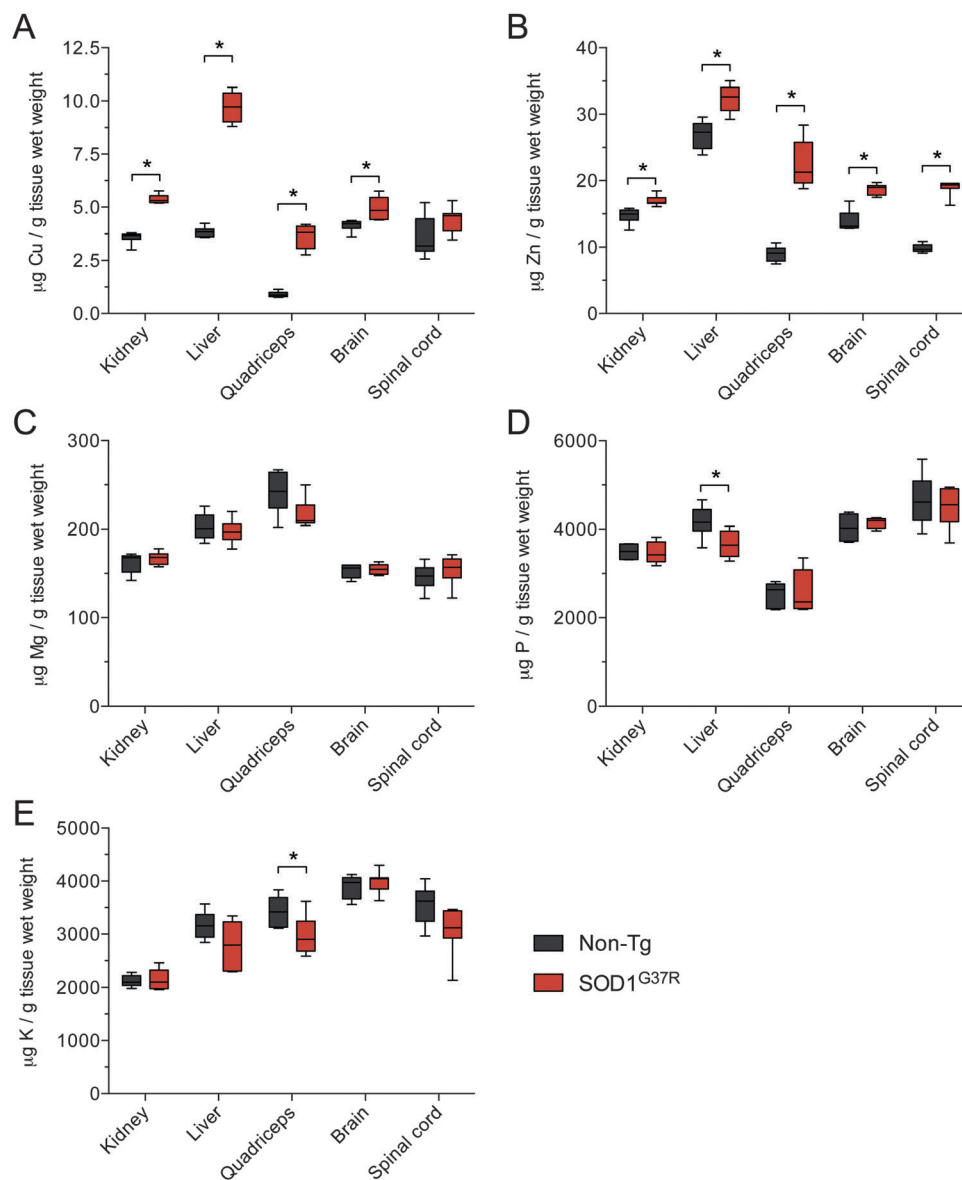 A
μg Cu / g tissue wet weight
12.5
10.0
7.5
5.0
2.5
0.0
*
*
*
*
Kidney
Liver
Quadriceps
Brain
Spinal cord
B
μg Zn / g tissue wet weight
40
30
20
10
0
*
*
*
*
*
Kidney
Liver
Quadriceps
Brain
Spinal cord
C
μg Mg / g tissue wet weight
300
200
100
0
Kidney
Liver
Quadriceps
Brain
Spinal cord
D
μg P / g tissue wet weight
6000
4000
2000
0
*
Kidney
Liver
Quadriceps
Brain
Spinal cord
E
μg K / g tissue wet weight
5000
4000
3000
2000
1000
0
*
Kidney
Liver
Quadriceps
Brain
Spinal cord
Non-Tg
SOD1G37R